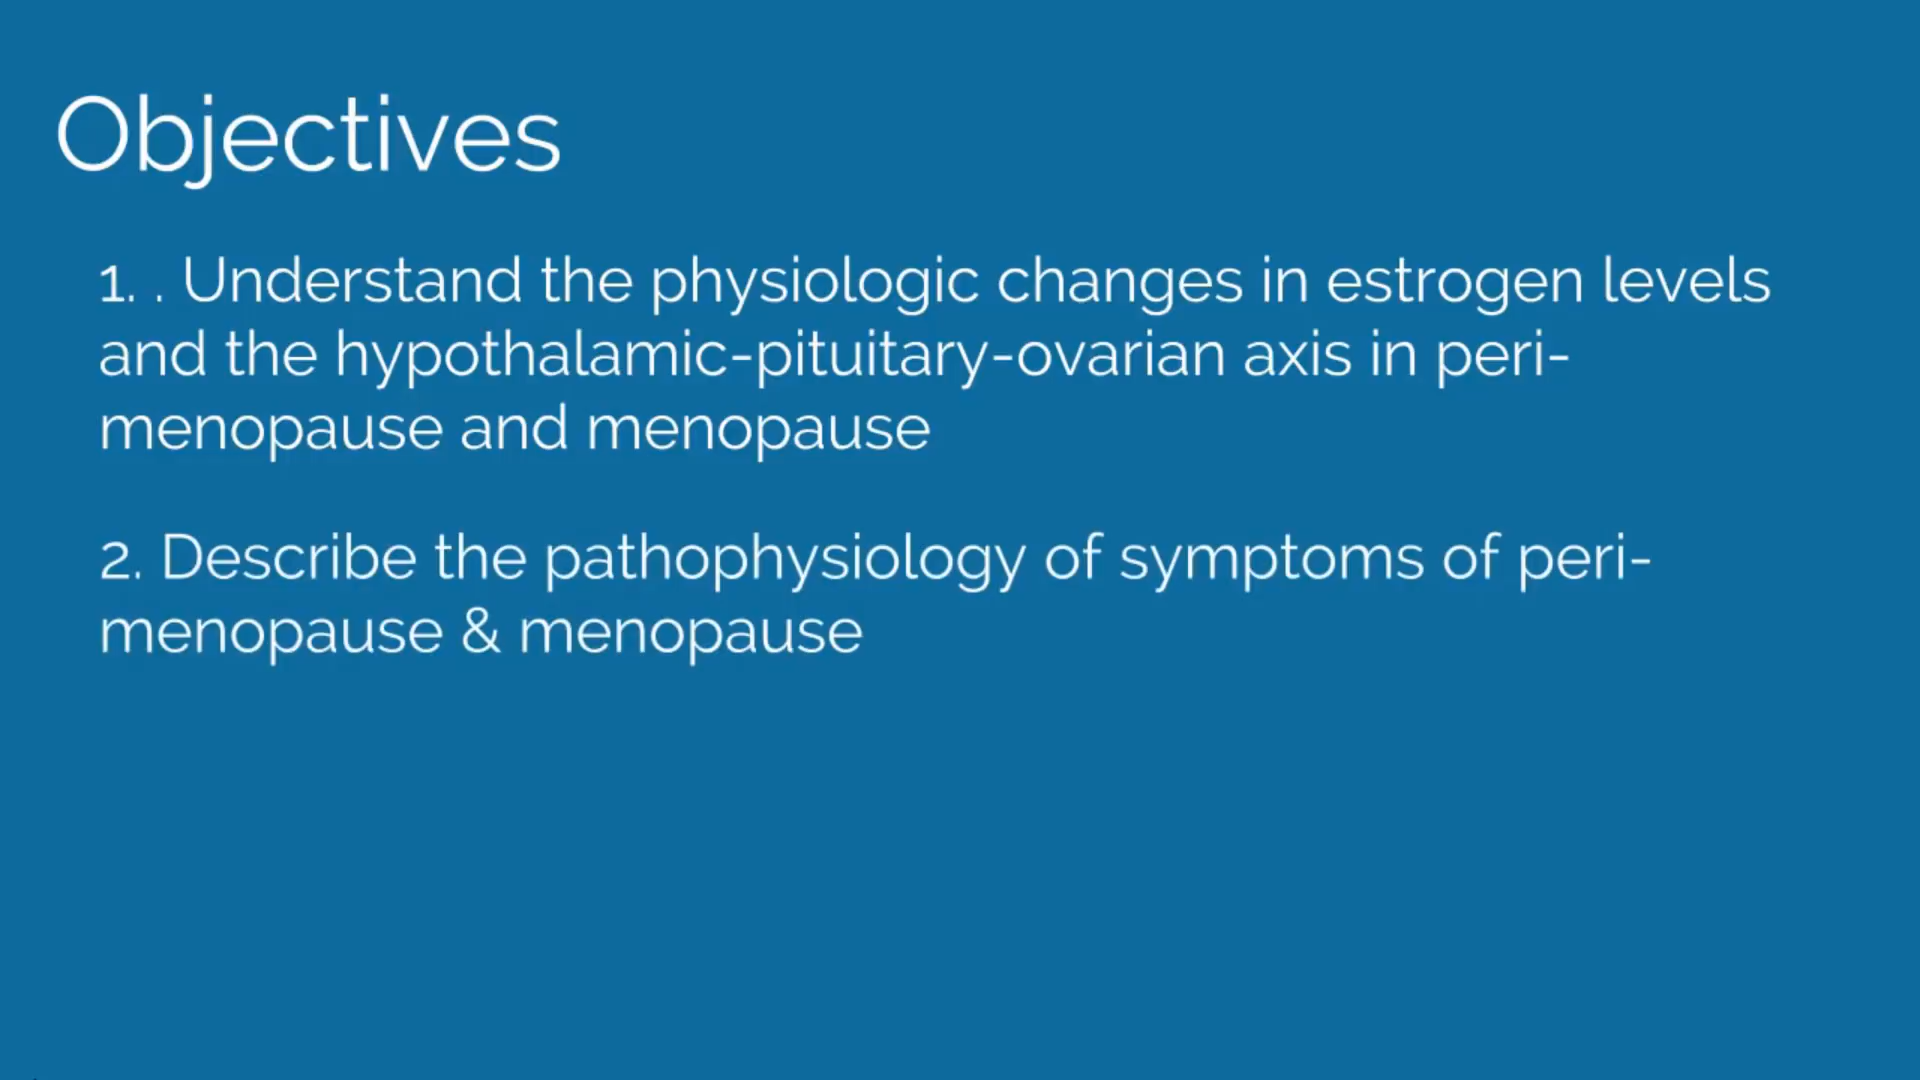 Objectives
1. . Understand the physiologic changes in estrogen levels
and the hypothalamic-pituitary-ovarian axis in peri-
menopause and menopause
2. Describe the pathophysiology of symptoms of peri-
menopause & menopause